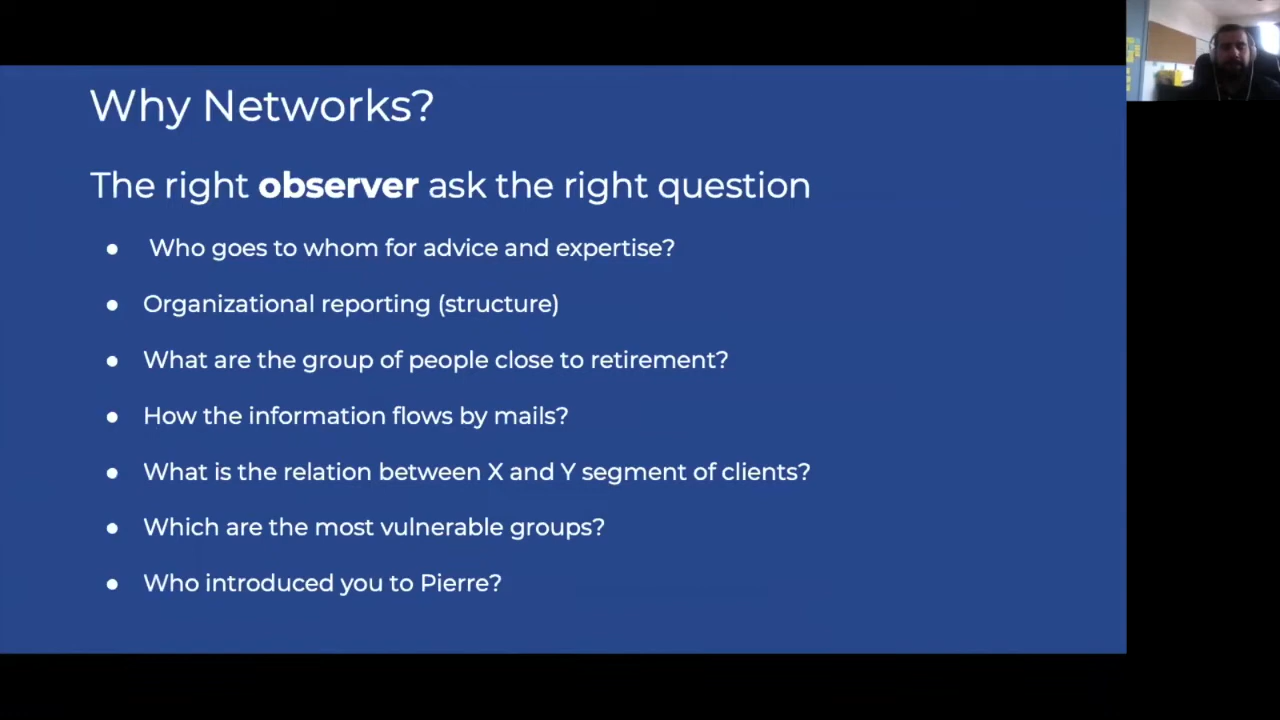 Why Networks?
The right observer ask the right question
● Who goes to whom for advice and expertise?
● Organizational reporting (structure)
● What are the group of people close to retirement?
● How the information flows by mails?
● What is the relation between X and Y segment of clients?
● Which are the most vulnerable groups?
● Who introduced you to Pierre?